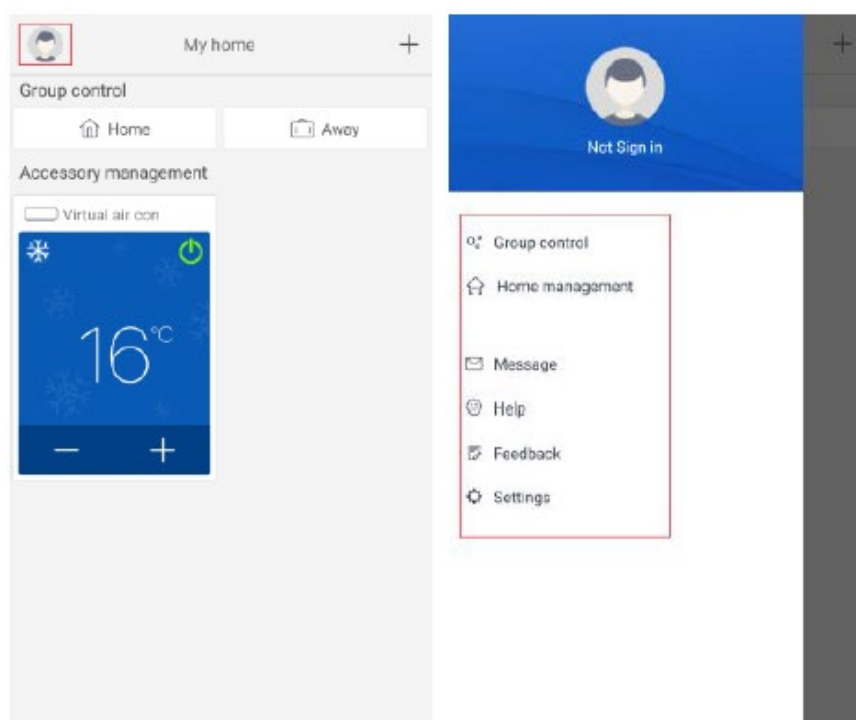 My home
Group control
Home
Away
Accessory management
Virtual air con
16°C
Not Sign in
Group control
Home management
Message
Help
Feedback
Settings